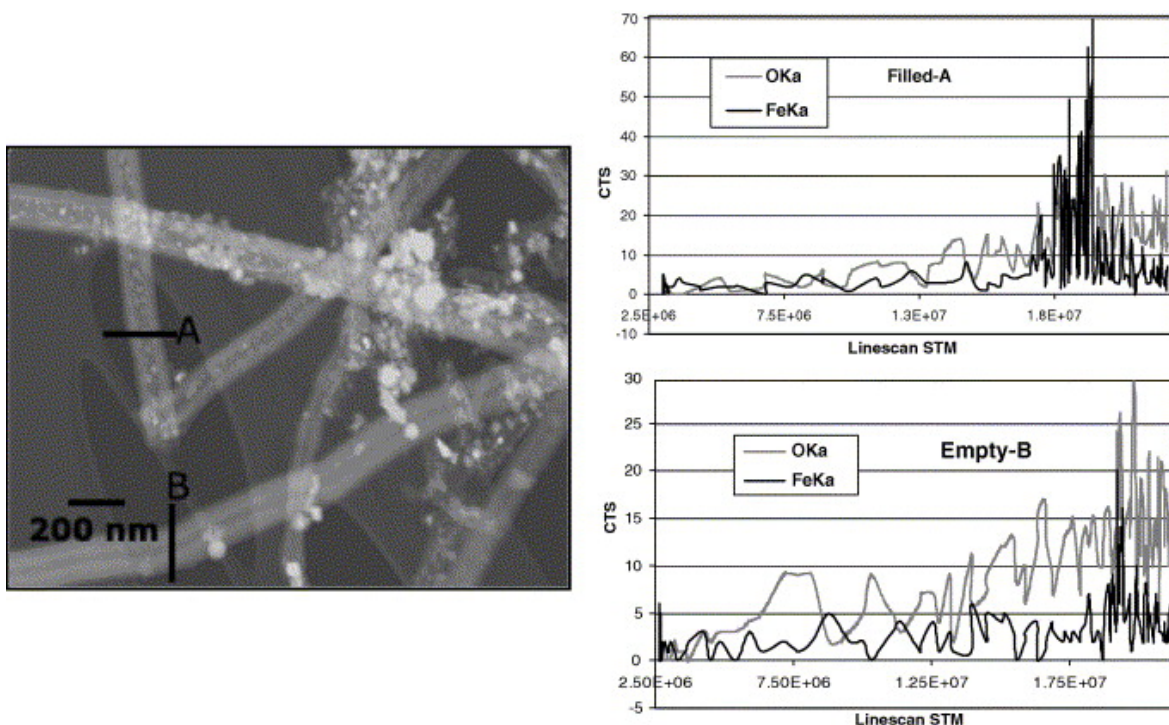 A
B
200 nm
70
60
50
40
30
20
10
0
-10
CTS
OKa
FeKa
Filled-A
2.5E+06 7.5E+06 1.3E+07 1.8E+07
Linescan STM
30
25
20
15
10
5
0
-5
CTS
OKa
FeKa
Empty-B
2.50E+06 7.50E+06 1.25E+07 1.75E+07
Linescan STM